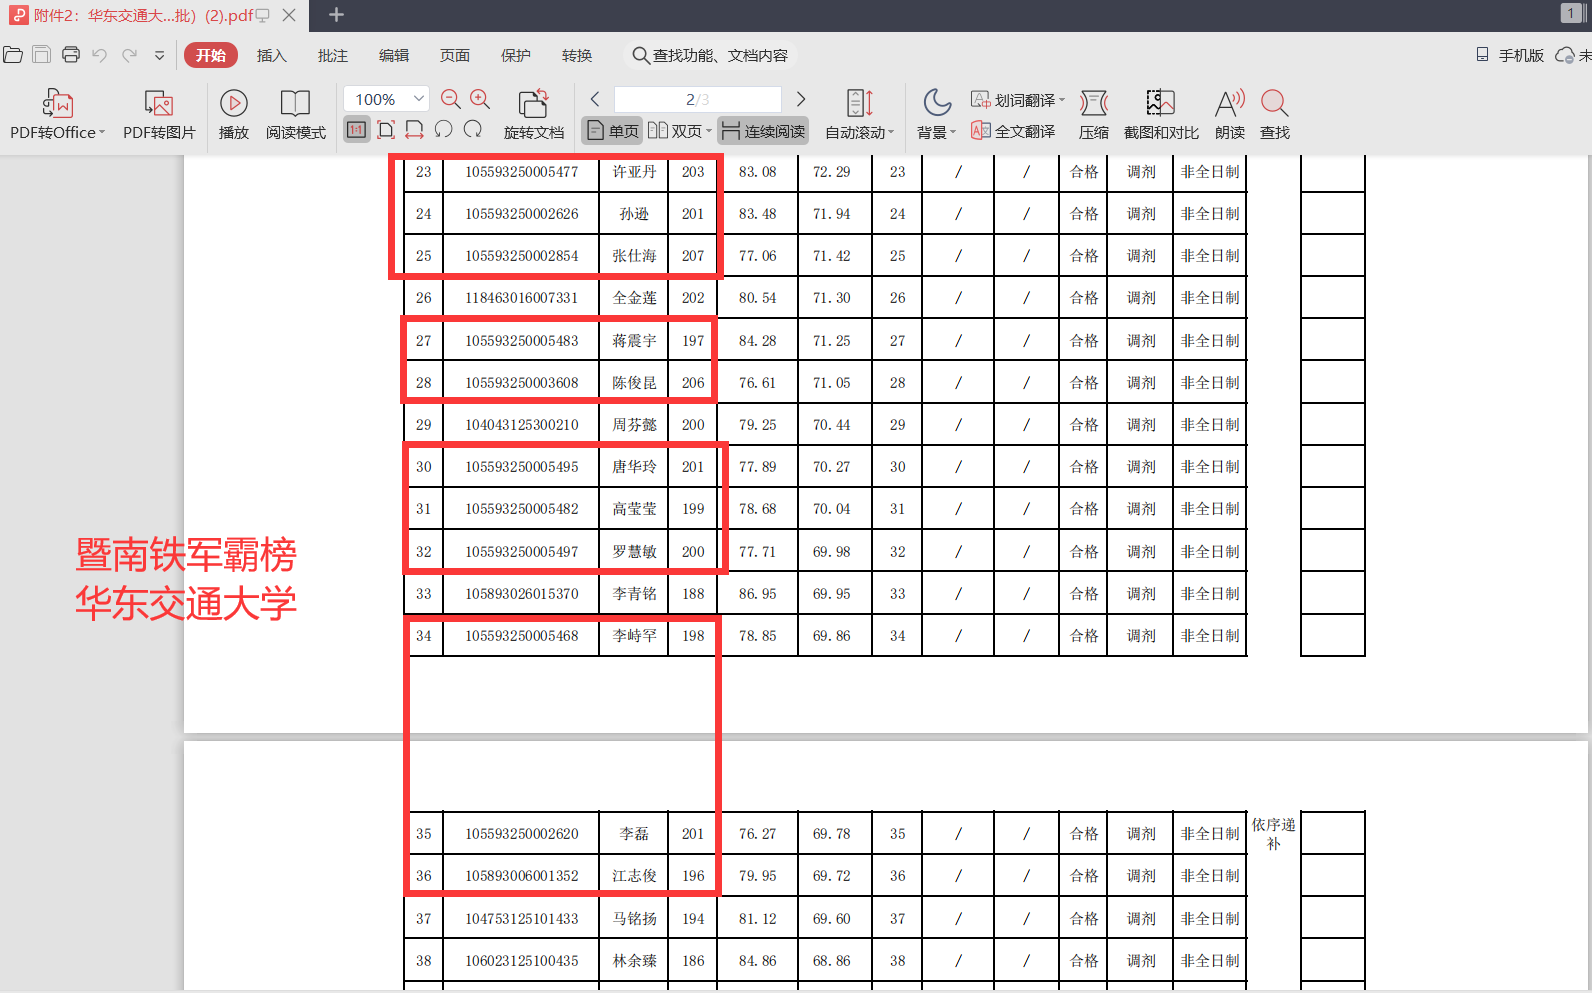 附件2：华东交通大...批）(2).pdf
1
开始 插入 批注 编辑 页面 保护 转换 查找功能、文档内容 手机版 未
100% 2/3 划词翻译
PDF转Office PDF转图片 播放 阅读模式 1:1 旋转文档 单页 双页 连续阅读 自动滚动 背景 全文翻译 压缩 截图和对比 朗读 查找
23 105593250005477 许亚丹 203 83.08 72.29 23 / / 合格 调剂 非全日制
24 105593250002626 孙逊 201 83.48 71.94 24 / / 合格 调剂 非全日制
25 105593250002854 张仕海 207 77.06 71.42 25 / / 合格 调剂 非全日制
26 118463016007331 全金莲 202 80.54 71.30 26 / / 合格 调剂 非全日制
27 105593250005483 蒋震宇 197 84.28 71.25 27 / / 合格 调剂 非全日制
28 105593250003608 陈俊昆 206 76.61 71.05 28 / / 合格 调剂 非全日制
29 104043125300210 周芬懿 200 79.25 70.44 29 / / 合格 调剂 非全日制
30 105593250005495 唐华玲 201 77.89 70.27 30 / / 合格 调剂 非全日制
31 105593250005482 高莹莹 199 78.68 70.04 31 / / 合格 调剂 非全日制
32 105593250005497 罗慧敏 200 77.71 69.98 32 / / 合格 调剂 非全日制
33 105893026015370 李青铭 188 86.95 69.95 33 / / 合格 调剂 非全日制
34 105593250005468 李峙罕 198 78.85 69.86 34 / / 合格 调剂 非全日制
暨南铁军霸榜
华东交通大学
35 105593250002620 李磊 201 76.27 69.78 35 / / 合格 调剂 非全日制
依序递
补
36 105893006001352 江志俊 196 79.95 69.72 36 / / 合格 调剂 非全日制
37 104753125101433 马铭扬 194 81.12 69.60 37 / / 合格 调剂 非全日制
38 106023125100435 林余臻 186 84.86 68.86 38 / / 合格 调剂 非全日制